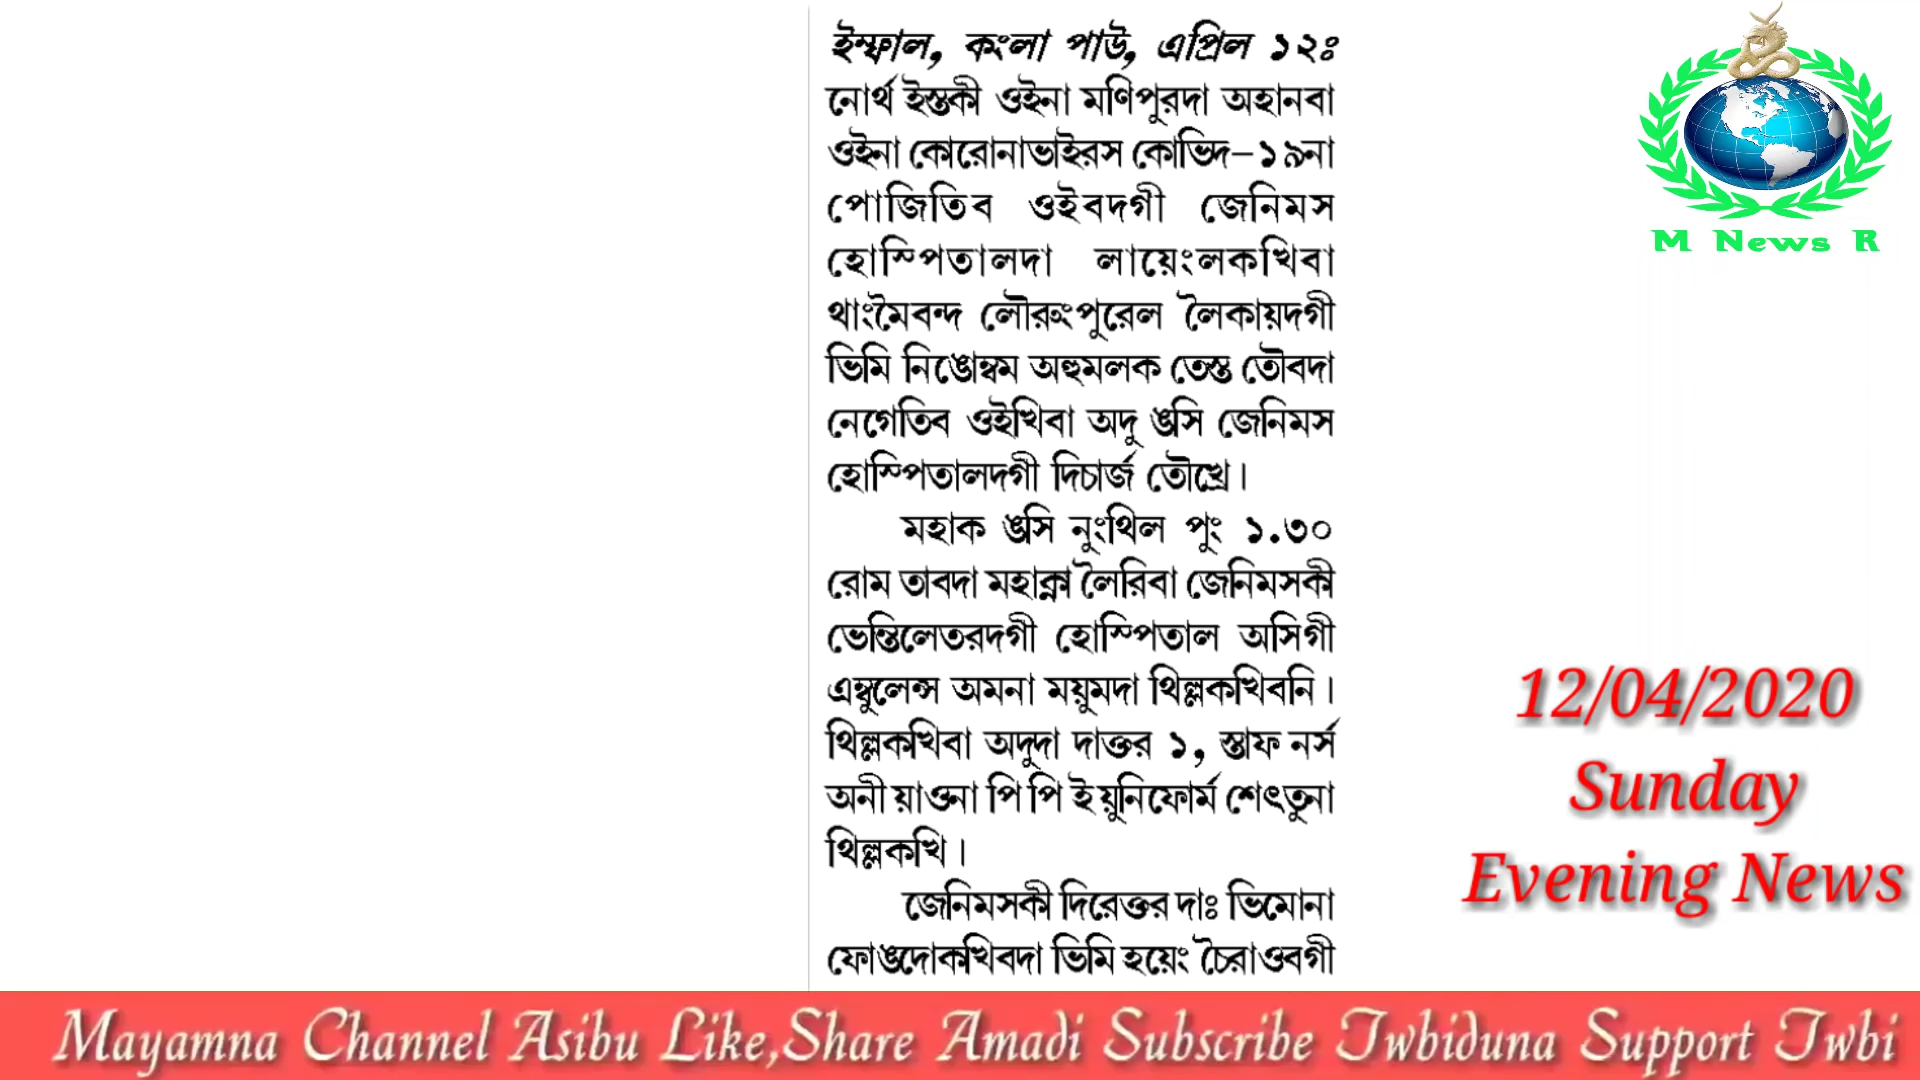 ইম্ফাল, কংলা পাউ, এপ্রিল ১২ঃ
নোর্থ ইস্তকী ওইনা মণিপুরদা অহানবা
ওইনা কোরোনাভাইরস কোভিদ–১৯না
পোজিতিব ওইবদগী জেনিমস
হোস্পিতালদা লায়েংলকখিবা
থাংমৈবন্দ লৌরুংপুরেল লৈকায়দগী
ভিমি নিঙোম্বম অহুমলক তেস্ত তৌবদা
নেগেতিব ওইখিবা অদু ঙসি জেনিমস
হোস্পিতালদগী দিচার্জ তৌখ্রে।
মহাক ঙসি নুংথিল পুং ১.৩০
রোম তাবদা মহাক্না লৈরিবা জেনিমসকী
ভেন্তিলেতরদগী হোস্পিতাল অসিগী
এম্বুলেন্স অমনা ময়ুমদা থিল্লকখিবনি।
থিল্লকখিবা অদুদা দাক্তর ১, স্তাফ নর্স
অনী য়াওনা পি পি ই য়ুনিফোর্ম শেৎতুনা
থিল্লকখি।
জেনিমসকী দিরেক্তর দাঃ ভিমোনা
ফোঙদোকখিবদা ভিমি হয়েং চৈরাওবগী
M News R
12/04/2020
Sunday
Evening News
Mayamna Channel Asibu Like,Share Amadi Subscribe Twbiduna Support Twbi